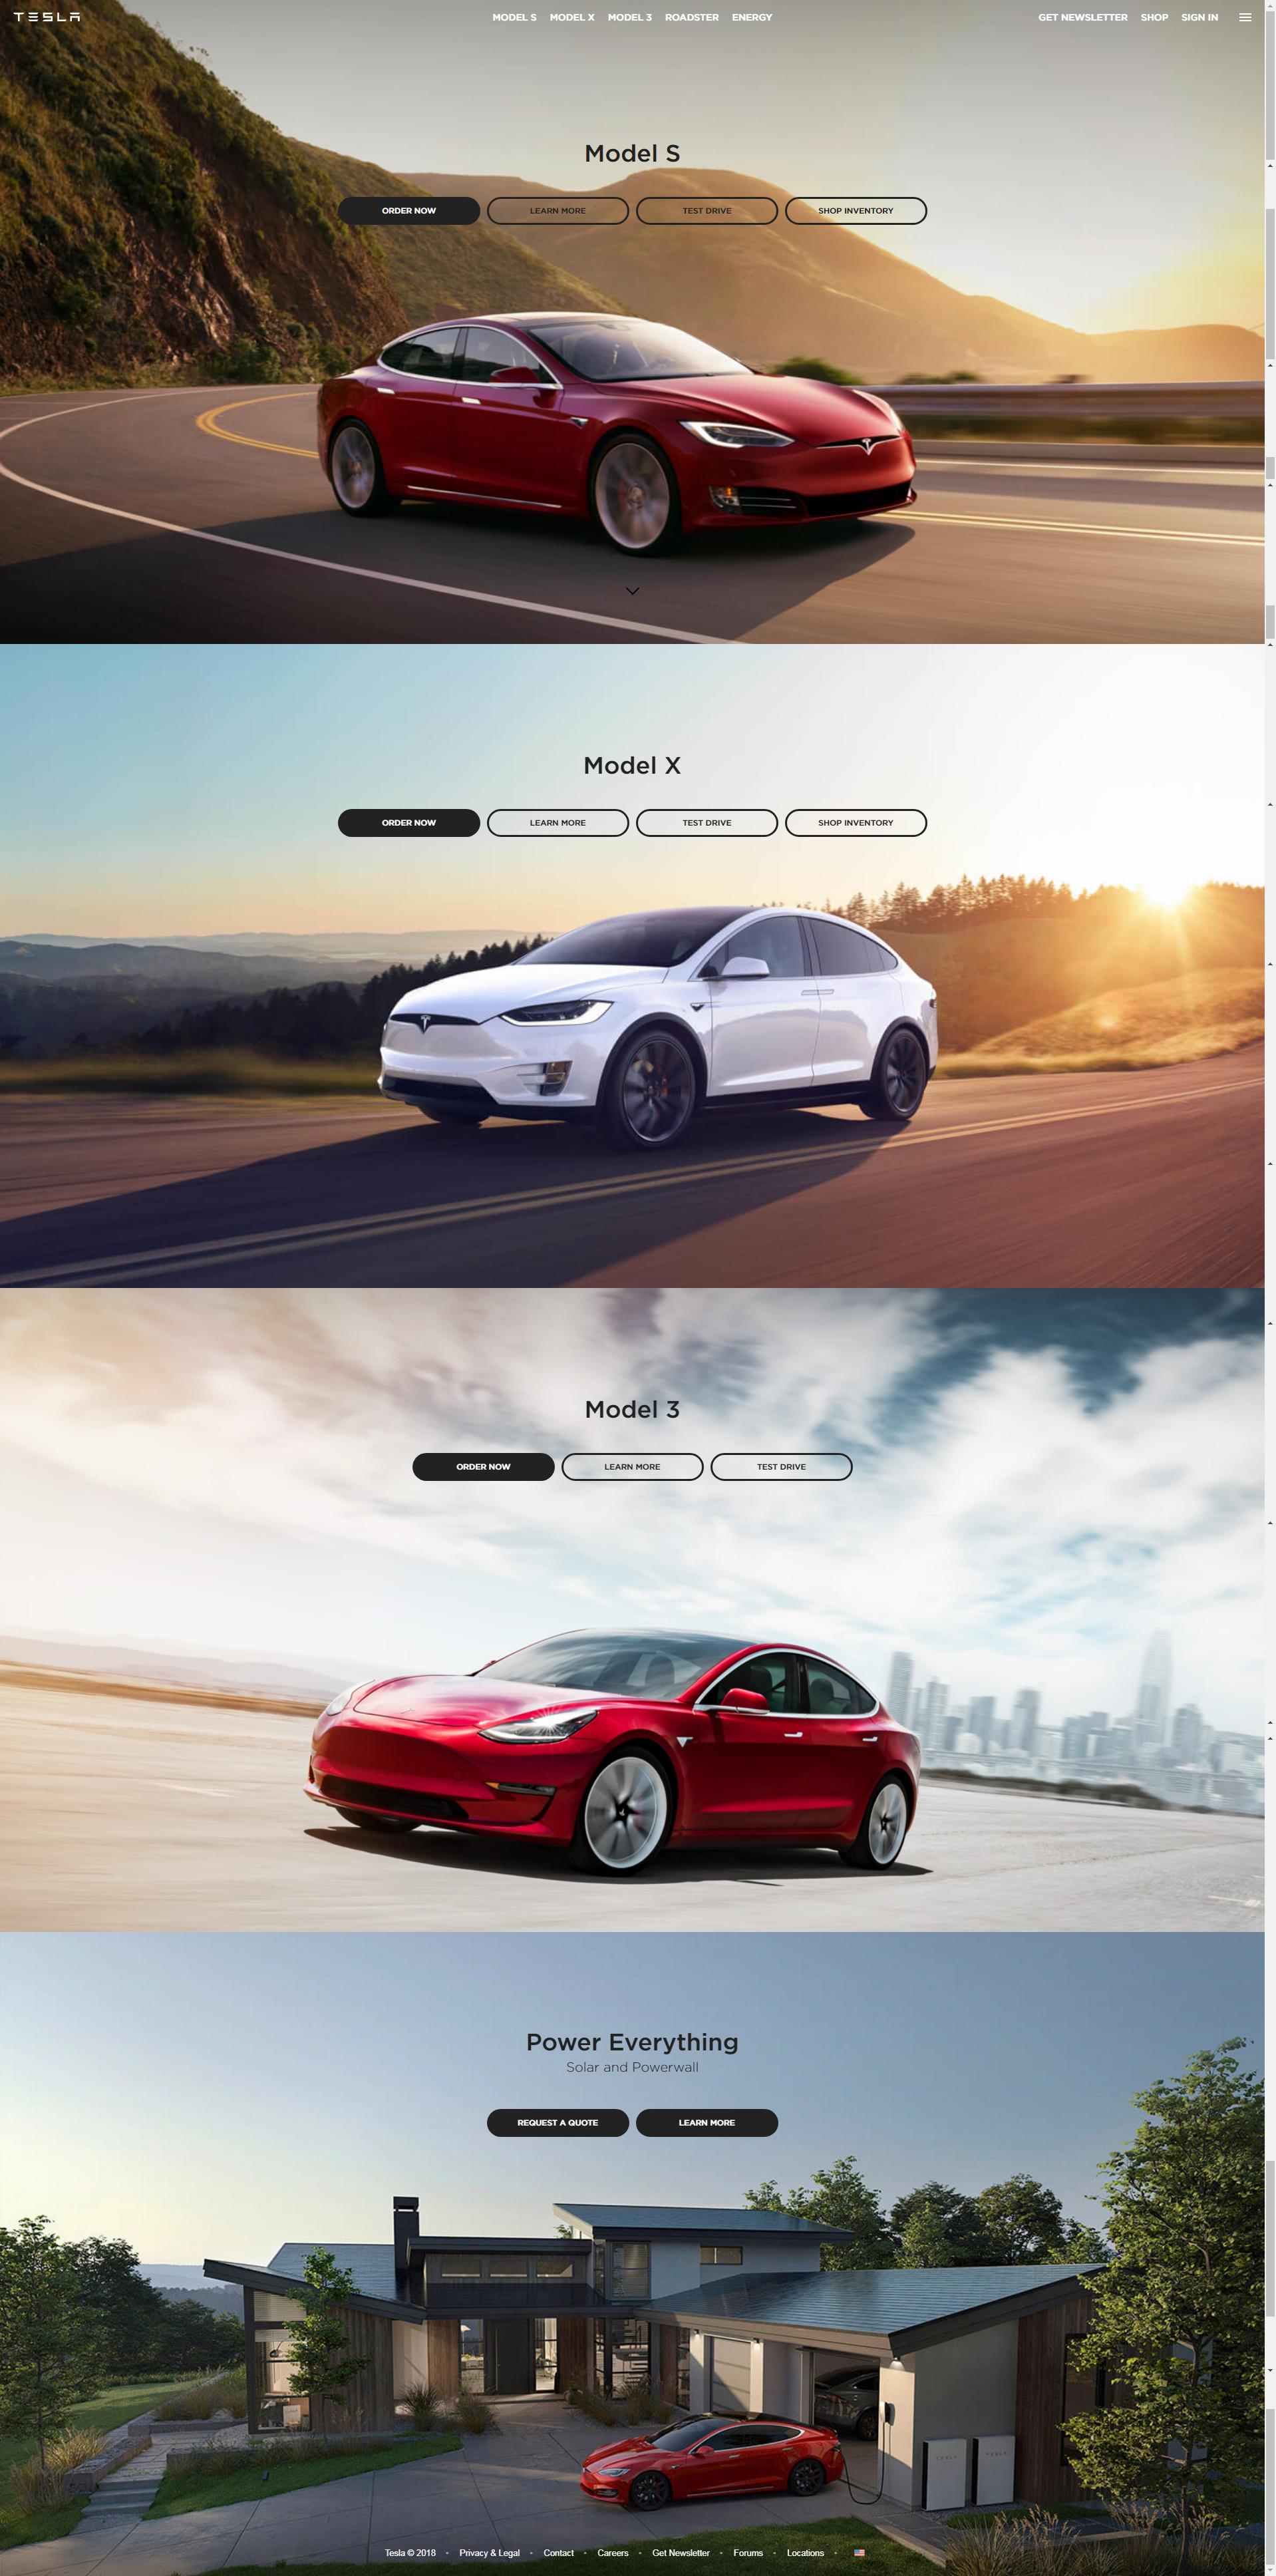 TESLA MODEL S MODEL X MODEL 3 ROADSTER ENERGY GET NEWSLETTER SHOP SIGN IN
Model S
ORDER NOW LEARN MORE TEST DRIVE SHOP INVENTORY
Model X
ORDER NOW LEARN MORE TEST DRIVE SHOP INVENTORY
Model 3
ORDER NOW LEARN MORE TEST DRIVE
Power Everything
Solar and Powerwall
REQUEST A QUOTE LEARN MORE
Tesla © 2018 - Privacy & Legal - Contact - Careers - Get Newsletter - Forums - Locations -